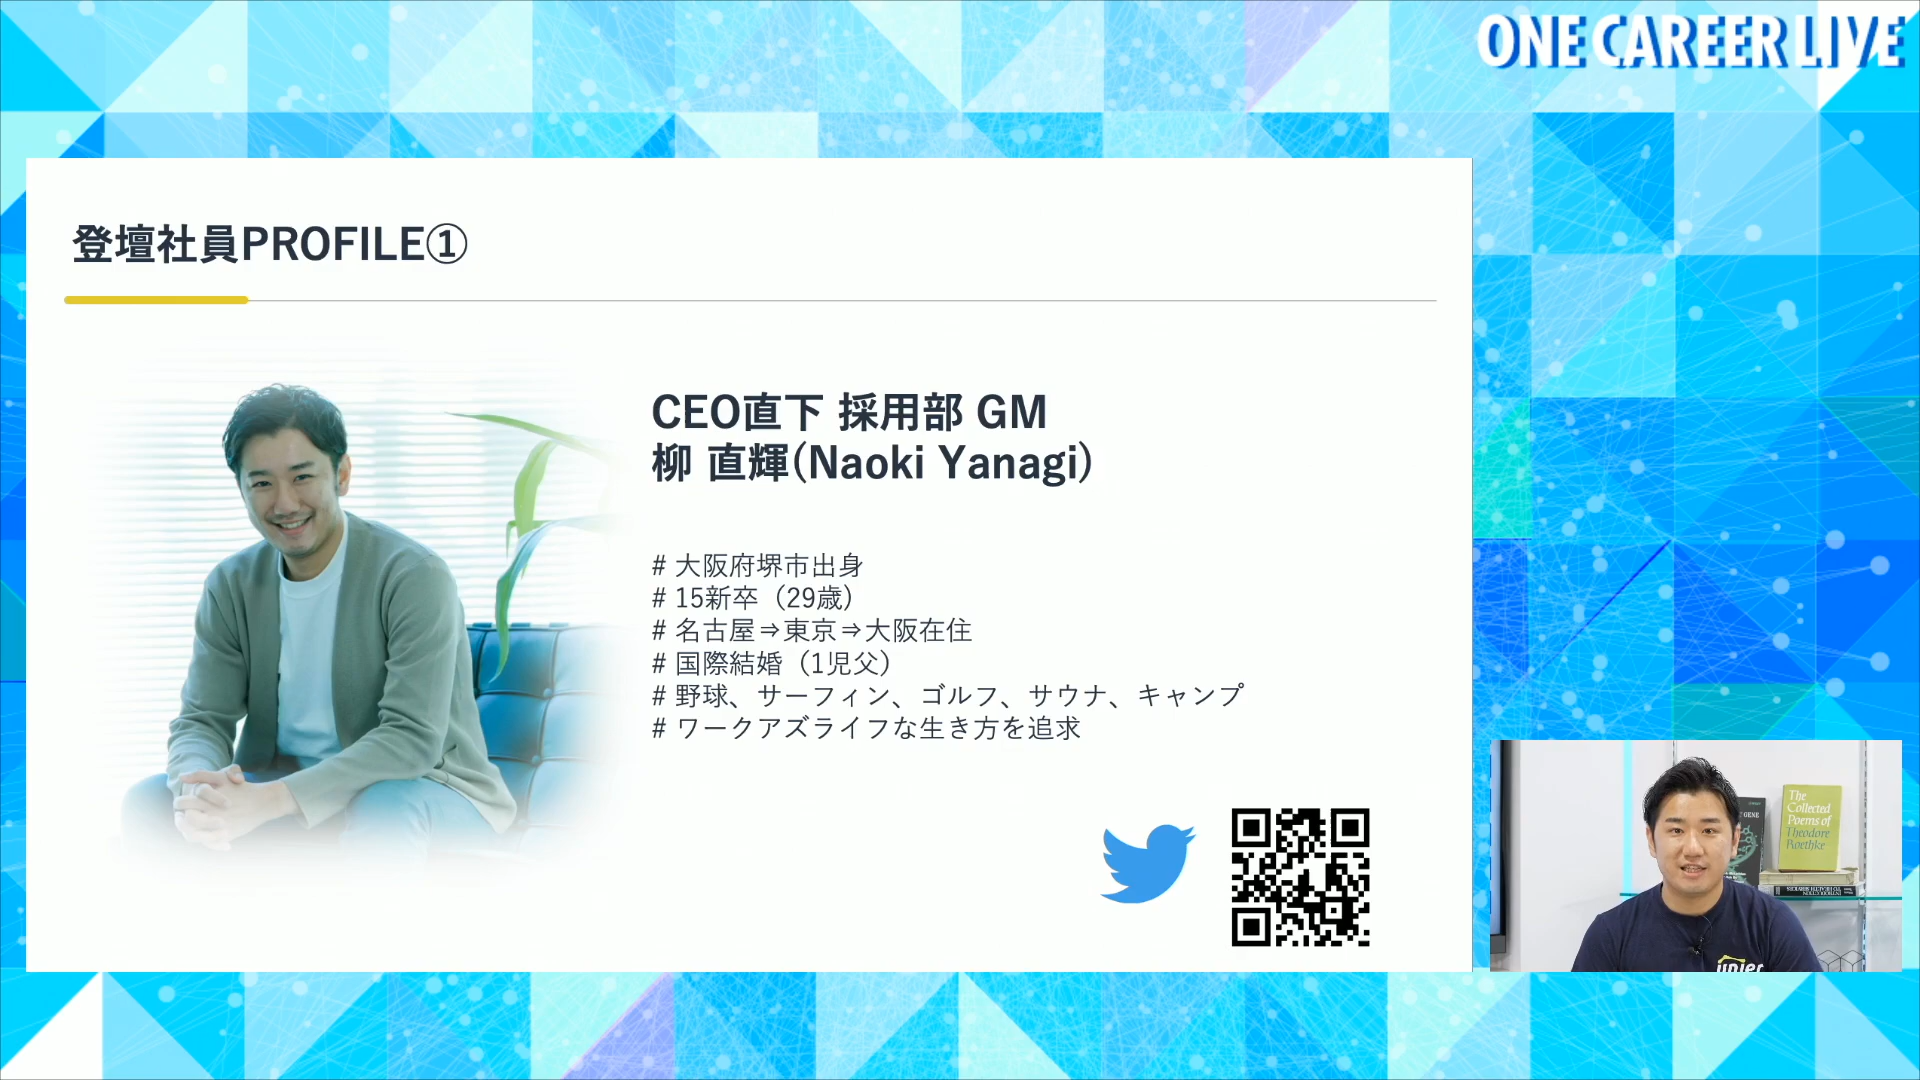 ONE CAREER LIVE
登壇社員PROFILE①
CEO直下 採用部 GM
柳 直輝(Naoki Yanagi)
# 大阪府堺市出身
# 15新卒（29歳）
# 名古屋⇒東京⇒大阪在住
# 国際結婚（1児父）
# 野球、サーフィン、ゴルフ、サウナ、キャンプ
# ワークアズライフな生き方を追求
GENE
The
Collected
Poems of
Theodore
Roethke